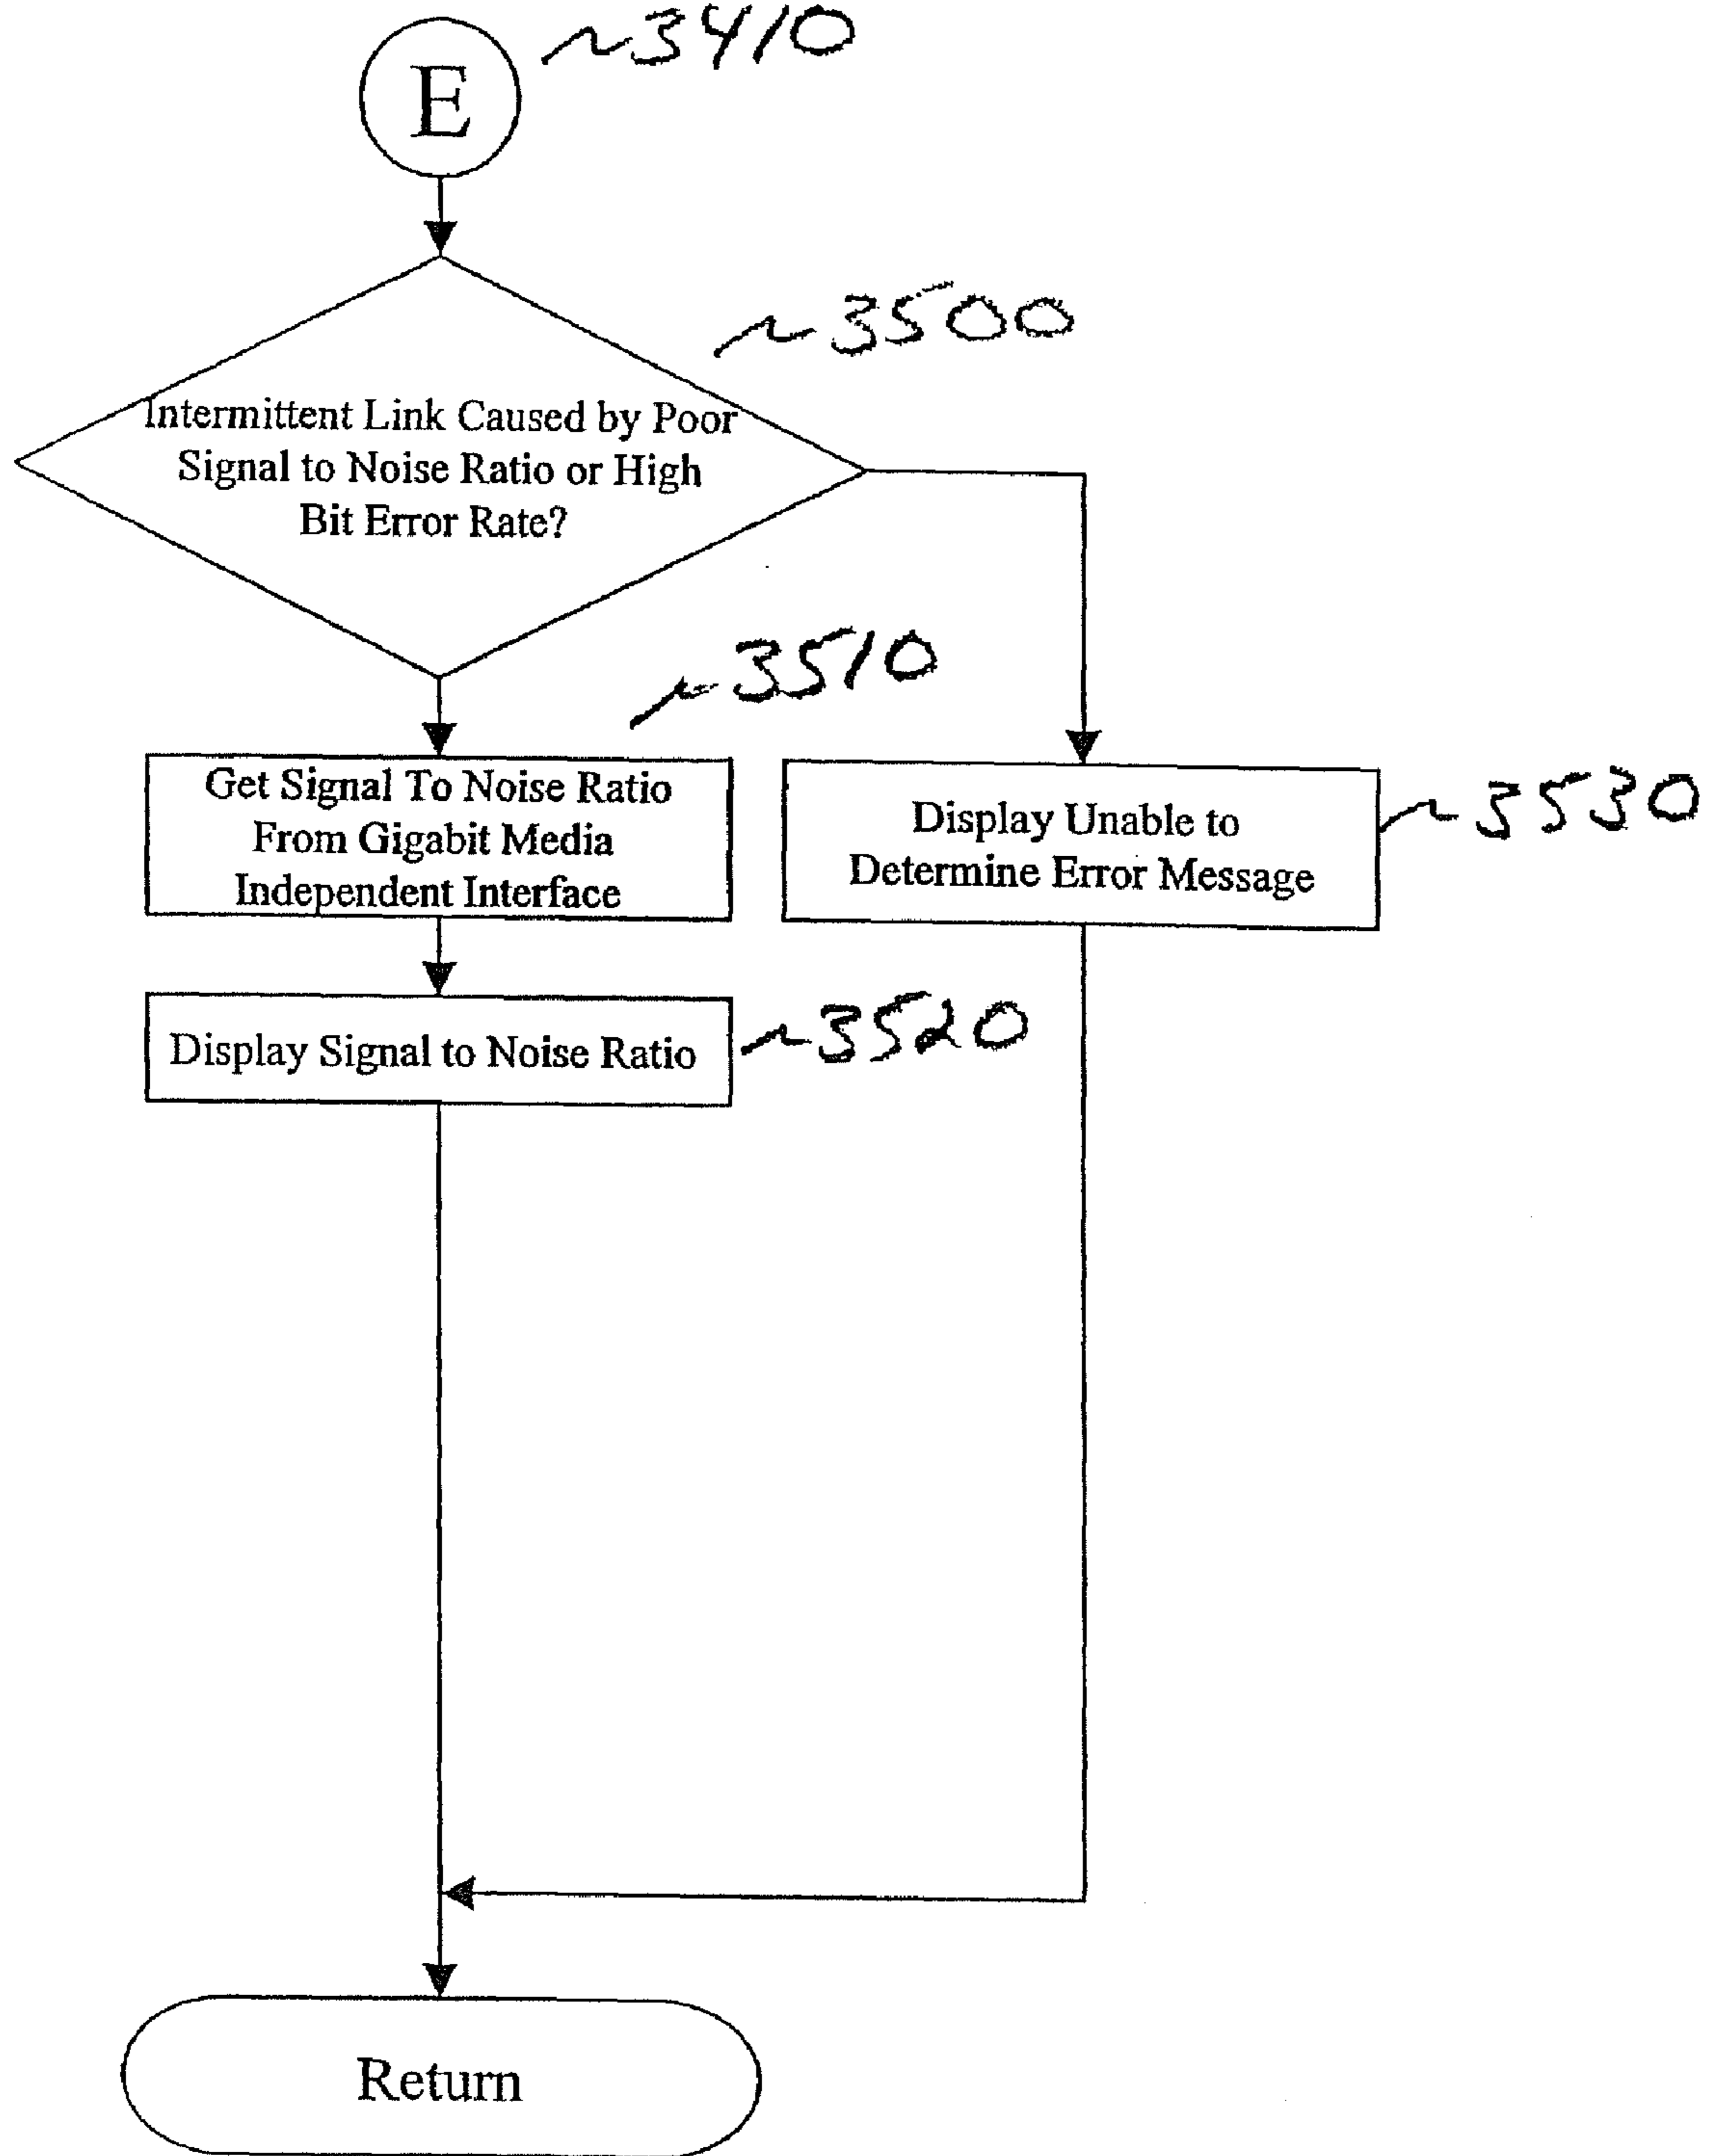 E
~3410
~3500
Intermittent Link Caused by Poor
Signal to Noise Ratio or High
Bit Error Rate?
~3510
Get Signal To Noise Ratio
From Gigabit Media
Independent Interface
Display Unable to
Determine Error Message
~3530
Display Signal to Noise Ratio
~3520
Return